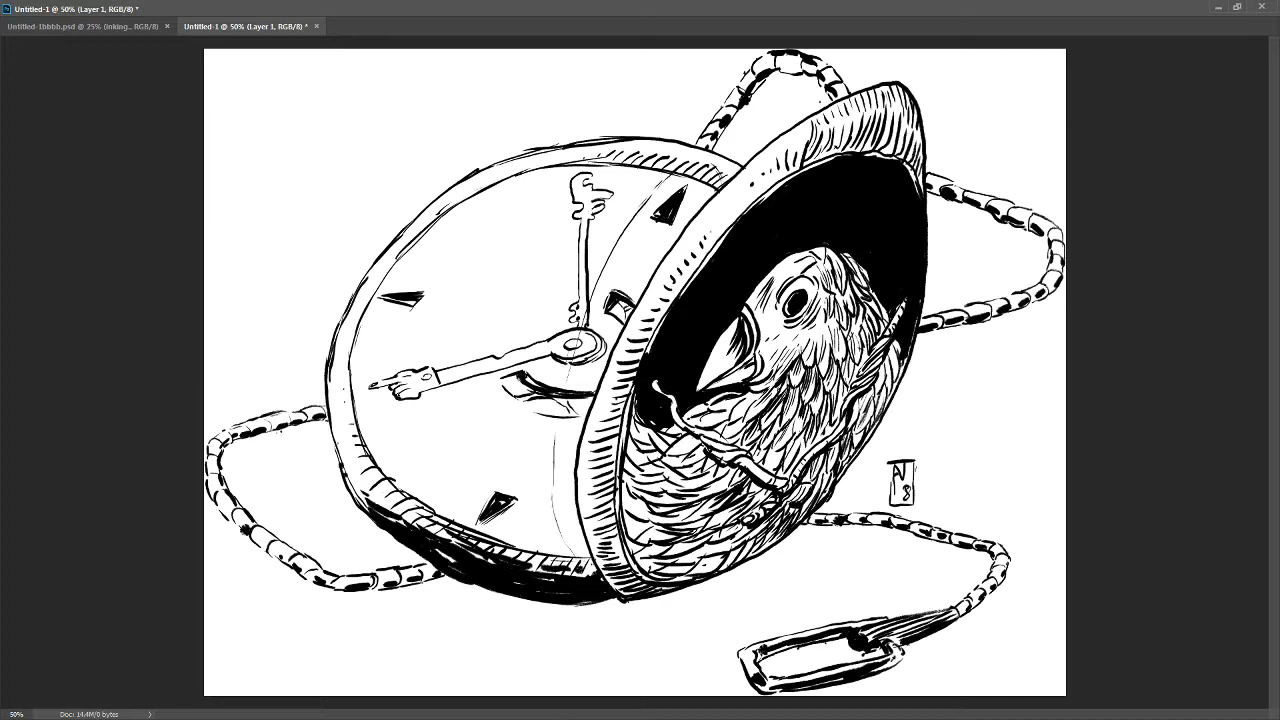 Untitled-1 @ 50% (Layer 1, RGB/8) *
Untitled-1bbbb.psd @ 25% (inking.. RGB/8) × Untitled-1 @ 50% (Layer 1, RGB/8) * ×
50% Doc: 14.4M/0 bytes